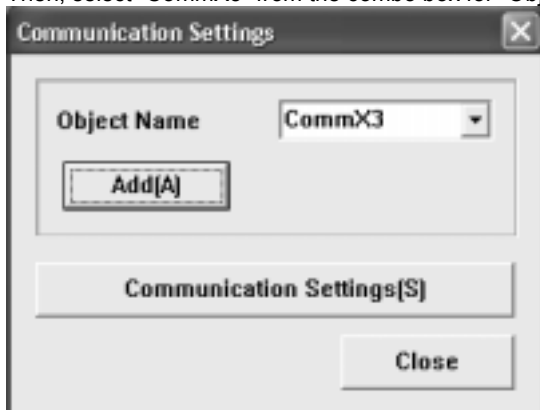 Communication Settings
Object Name CommX3
Add(A)
Communication Settings(S)
Close